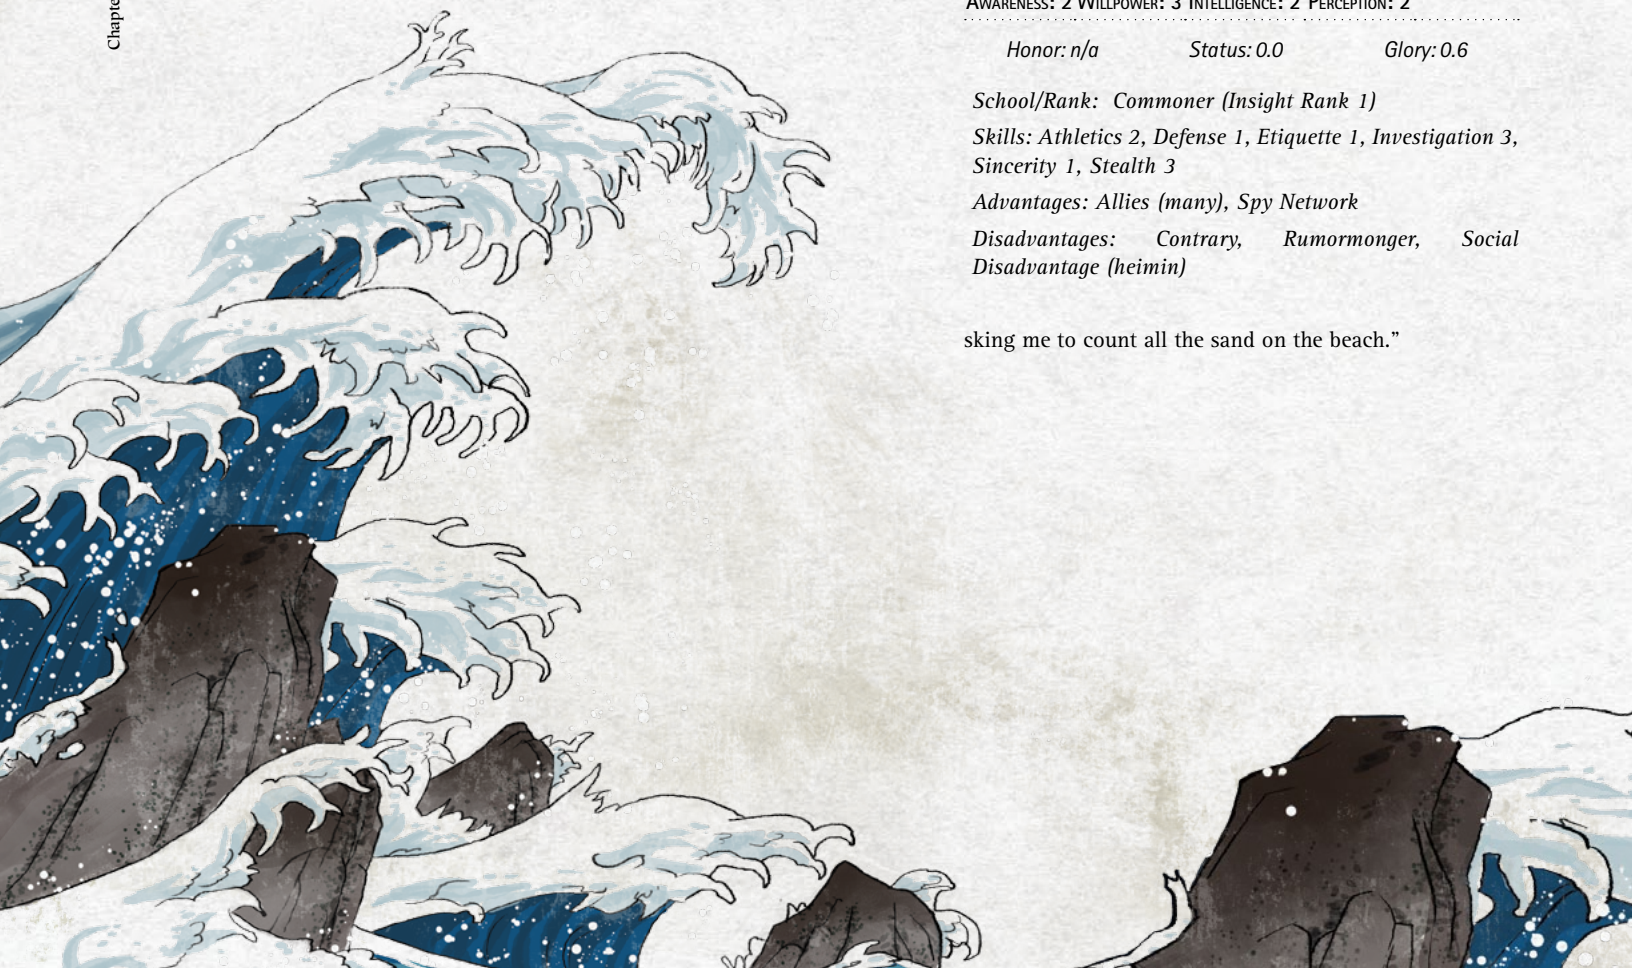 Chapte
AWARENESS: 2 WILLPOWER: 3 INTELLIGENCE: 2 PERCEPTION: 2
Honor: n/a Status: 0.0 Glory: 0.6
School/Rank: Commoner (Insight Rank 1)
Skills: Athletics 2, Defense 1, Etiquette 1, Investigation 3,
Sincerity 1, Stealth 3
Advantages: Allies (many), Spy Network
Disadvantages: Contrary, Rumormonger, Social
Disadvantage (heimin)
sking me to count all the sand on the beach.”